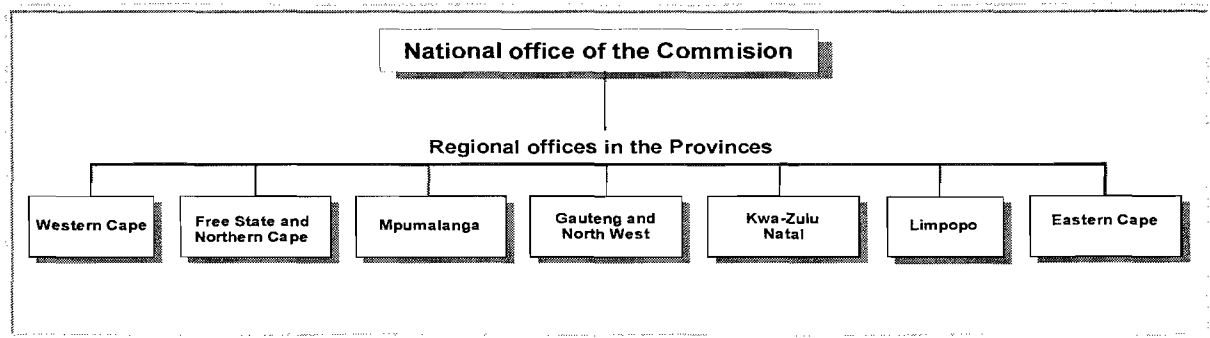 National office of the Commision
Regional offices in the Provinces
Western Cape
Free State and
Northern Cape
Mpumalanga
Gauteng and
North West
Kwa-Zulu
Natal
Limpopo
Eastern Cape